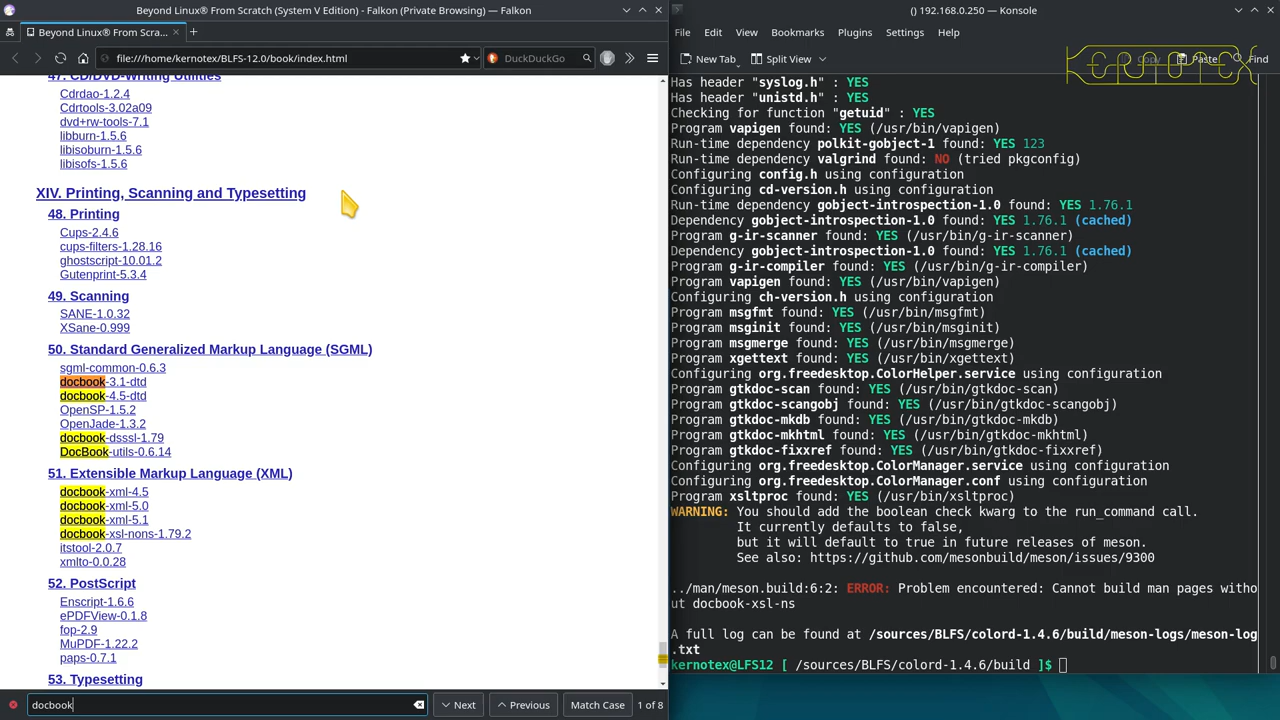 Beyond Linux® From Scratch (System V Edition) - Falkon (Private Browsing) — Falkon
Beyond Linux® From Scra...
file:///home/kernotex/BLFS-12.0/book/index.html
DuckDuckGo
47. CD/DVD-Writing Utilities
Cdrdao-1.2.4
Cdrtools-3.02a09
dvd+rw-tools-7.1
libburn-1.5.6
libisoburn-1.5.6
libisofs-1.5.6
XIV. Printing, Scanning and Typesetting
48. Printing
Cups-2.4.6
cups-filters-1.28.16
ghostscript-10.01.2
Gutenprint-5.3.4
49. Scanning
SANE-1.0.32
XSane-0.999
50. Standard Generalized Markup Language (SGML)
sgml-common-0.6.3
docbook-3.1-dtd
docbook-4.5-dtd
OpenSP-1.5.2
OpenJade-1.3.2
docbook-dsssl-1.79
DocBook-utils-0.6.14
51. Extensible Markup Language (XML)
docbook-xml-4.5
docbook-xml-5.0
docbook-xml-5.1
docbook-xsl-nons-1.79.2
itstool-2.0.7
xmlto-0.0.28
52. PostScript
Enscript-1.6.6
ePDFView-0.1.8
fop-2.9
MuPDF-1.22.2
paps-0.7.1
53. Typesetting
docbook
Next
Previous
Match Case
1 of 8
() 192.168.0.250 — Konsole
File Edit View Bookmarks Plugins Settings Help
New Tab Split View Copy Paste Find
KERNOTEX
Has header "syslog.h" : YES
Has header "unistd.h" : YES
Checking for function "getuid" : YES
Program vapigen found: YES (/usr/bin/vapigen)
Run-time dependency polkit-gobject-1 found: YES 123
Run-time dependency valgrind found: NO (tried pkgconfig)
Configuring config.h using configuration
Configuring cd-version.h using configuration
Run-time dependency gobject-introspection-1.0 found: YES 1.76.1
Dependency gobject-introspection-1.0 found: YES 1.76.1 (cached)
Program g-ir-scanner found: YES (/usr/bin/g-ir-scanner)
Dependency gobject-introspection-1.0 found: YES 1.76.1 (cached)
Program g-ir-compiler found: YES (/usr/bin/g-ir-compiler)
Program vapigen found: YES (/usr/bin/vapigen)
Configuring ch-version.h using configuration
Program msgfmt found: YES (/usr/bin/msgfmt)
Program msginit found: YES (/usr/bin/msginit)
Program msgmerge found: YES (/usr/bin/msgmerge)
Program xgettext found: YES (/usr/bin/xgettext)
Configuring org.freedesktop.ColorHelper.service using configuration
Program gtkdoc-scan found: YES (/usr/bin/gtkdoc-scan)
Program gtkdoc-scangobj found: YES (/usr/bin/gtkdoc-scangobj)
Program gtkdoc-mkdb found: YES (/usr/bin/gtkdoc-mkdb)
Program gtkdoc-mkhtml found: YES (/usr/bin/gtkdoc-mkhtml)
Program gtkdoc-fixxref found: YES (/usr/bin/gtkdoc-fixxref)
Configuring org.freedesktop.ColorManager.service using configuration
Configuring org.freedesktop.ColorManager.conf using configuration
Program xsltproc found: YES (/usr/bin/xsltproc)
WARNING: You should add the boolean check kwarg to the run_command call.
It currently defaults to false,
but it will default to true in future releases of meson.
See also: https://github.com/mesonbuild/meson/issues/9300
../man/meson.build:6:2: ERROR: Problem encountered: Cannot build man pages witho
ut docbook-xsl-ns
A full log can be found at /sources/BLFS/colord-1.4.6/build/meson-logs/meson-log
.txt
kernotex@LFS12 [ /sources/BLFS/colord-1.4.6/build ]$